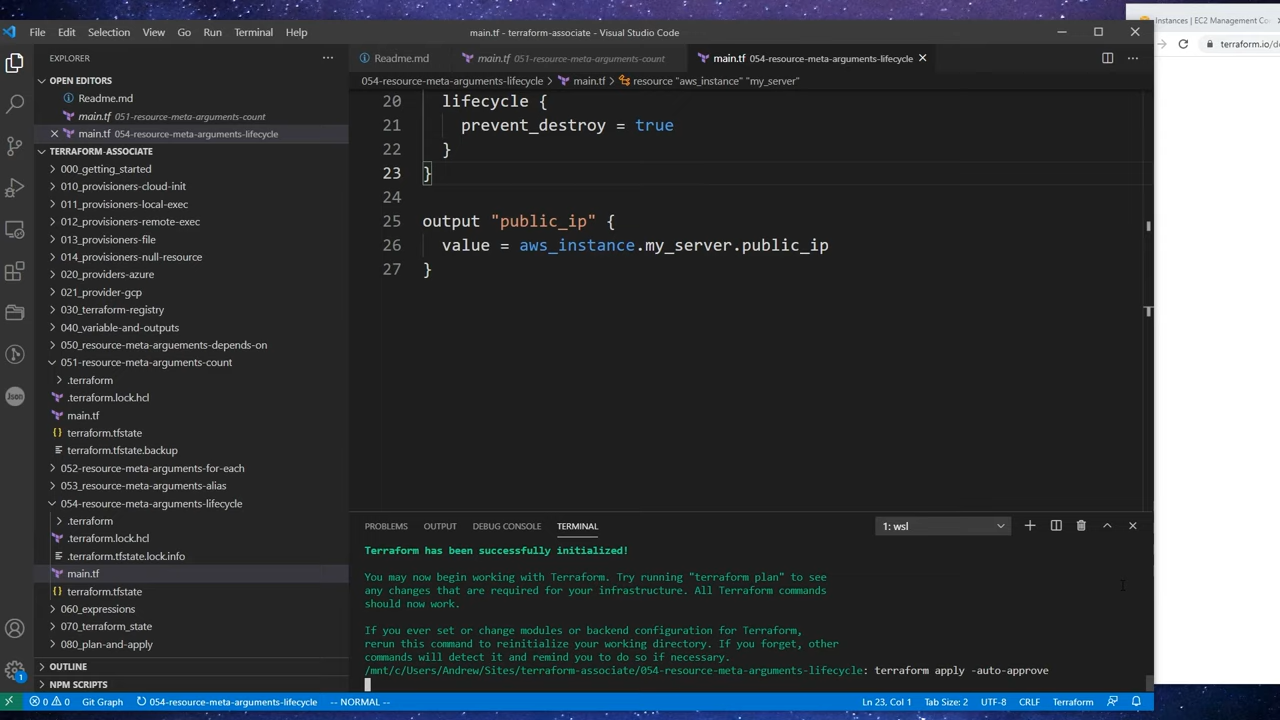 File Edit Selection View Go Run Terminal Help
main.tf - terraform-associate - Visual Studio Code
Instances | EC2 Management Co
terraform.io/do
EXPLORER
OPEN EDITORS
Readme.md
main.tf 051-resource-meta-arguments-count
main.tf 054-resource-meta-arguments-lifecycle
TERRAFORM-ASSOCIATE
000_getting_started
010_provisioners-cloud-init
011_provisioners-local-exec
012_provisioners-remote-exec
013_provisioners-file
014-provisioners-null-resource
020_providers-azure
021_provider-gcp
030_terraform-registry
040_variable-and-outputs
050_resource-meta-arguements-depends-on
051-resource-meta-arguments-count
.terraform
.terraform.lock.hcl
main.tf
terraform.tfstate
terraform.tfstate.backup
052-resource-meta-arguments-for-each
053_resource-meta-arguments-alias
054-resource-meta-arguments-lifecycle
.terraform
.terraform.lock.hcl
.terraform.tfstate.lock.info
main.tf
terraform.tfstate
060_expressions
070_terraform_state
080_plan-and-apply
OUTLINE
NPM SCRIPTS
Json
1
Readme.md
main.tf 051-resource-meta-arguments-count
main.tf 054-resource-meta-arguments-lifecycle
054-resource-meta-arguments-lifecycle > main.tf > resource "aws_instance" "my_server"
20 lifecycle {
21 prevent_destroy = true
22 }
23 }
24
25 output "public_ip" {
26 value = aws_instance.my_server.public_ip
27 }
PROBLEMS OUTPUT DEBUG CONSOLE TERMINAL
1: wsl
Terraform has been successfully initialized!
You may now begin working with Terraform. Try running "terraform plan" to see
any changes that are required for your infrastructure. All Terraform commands
should now work.
If you ever set or change modules or backend configuration for Terraform,
rerun this command to reinitialize your working directory. If you forget, other
commands will detect it and remind you to do so if necessary.
/mnt/c/Users/Andrew/Sites/terraform-associate/054-resource-meta-arguments-lifecycle: terraform apply -auto-approve
0 0 Git Graph 054-resource-meta-arguments-lifecycle -- NORMAL -- Ln 23, Col 1 Tab Size: 2 UTF-8 CRLF Terraform